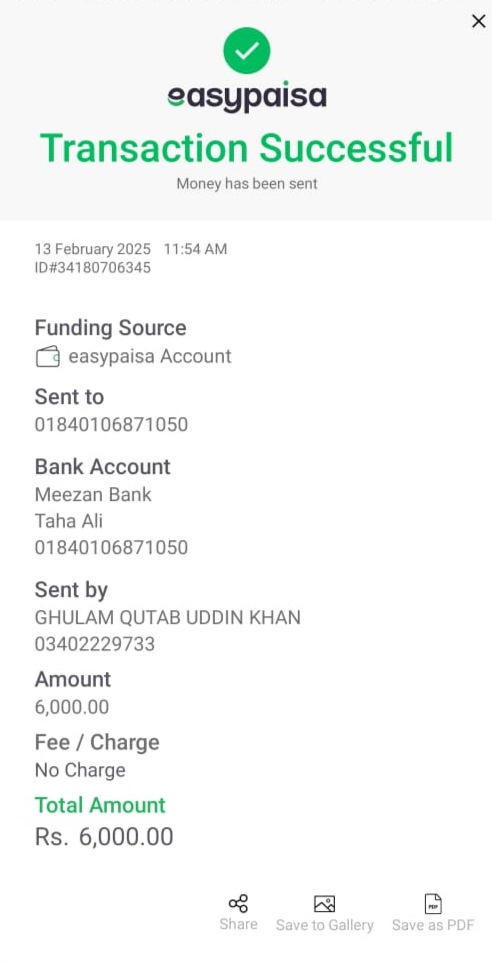 easypaisa
Transaction Successful
Money has been sent
13 February 2025 11:54 AM
ID#34180706345
Funding Source
easypaisa Account
Sent to
01840106871050
Bank Account
Meezan Bank
Taha Ali
01840106871050
Sent by
GHULAM QUTAB UDDIN KHAN
03402229733
Amount
6,000.00
Fee / Charge
No Charge
Total Amount
Rs. 6,000.00
Share Save to Gallery Save as PDF